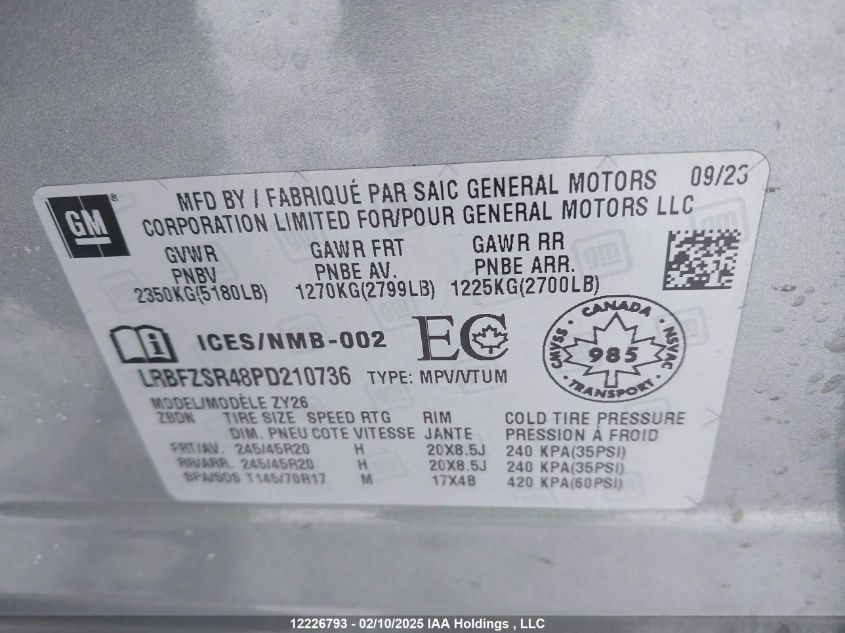 GM
MFD BY / FABRIQUÉ PAR SAIC GENERAL MOTORS 09/23
CORPORATION LIMITED FOR/POUR GENERAL MOTORS LLC
GVWR GAWR FRT GAWR RR
PNBV PNBE AV. PNBE ARR.
2350KG(5180LB) 1270KG(2799LB) 1225KG(2700LB)
ICES/NMB-002 EC
CANADA
CMVSS 985 NSVAC
TRANSPORT
LRBFZSR48PD210736 TYPE: MPV/VTUM
MODEL/MODÈLE ZY26
ZBDN TIRE SIZE SPEED RTG RIM COLD TIRE PRESSURE
DIM. PNEU COTE VITESSE JANTE PRESSION À FROID
FRT/AV. 245/45R20 H 20X8.5J 240 KPA(35PSI)
RR/ARR. 245/45R20 H 20X8.5J 240 KPA(35PSI)
SPA/SDS T145/70R17 M 17X4B 420 KPA(60PSI)
12226793 - 02/10/2025 IAA Holdings , LLC